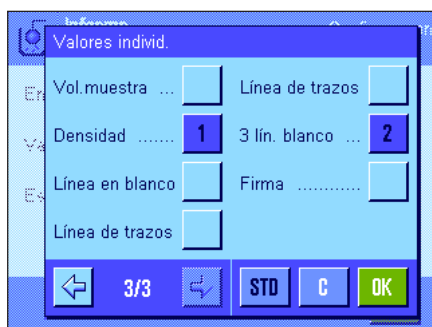 Valores individ.
Vol.muestra ...
Línea de trazos
Densidad ....... 1
3 lín. blanco ... 2
Línea en blanco
Firma ............
Línea de trazos
3/3
STD
C
OK